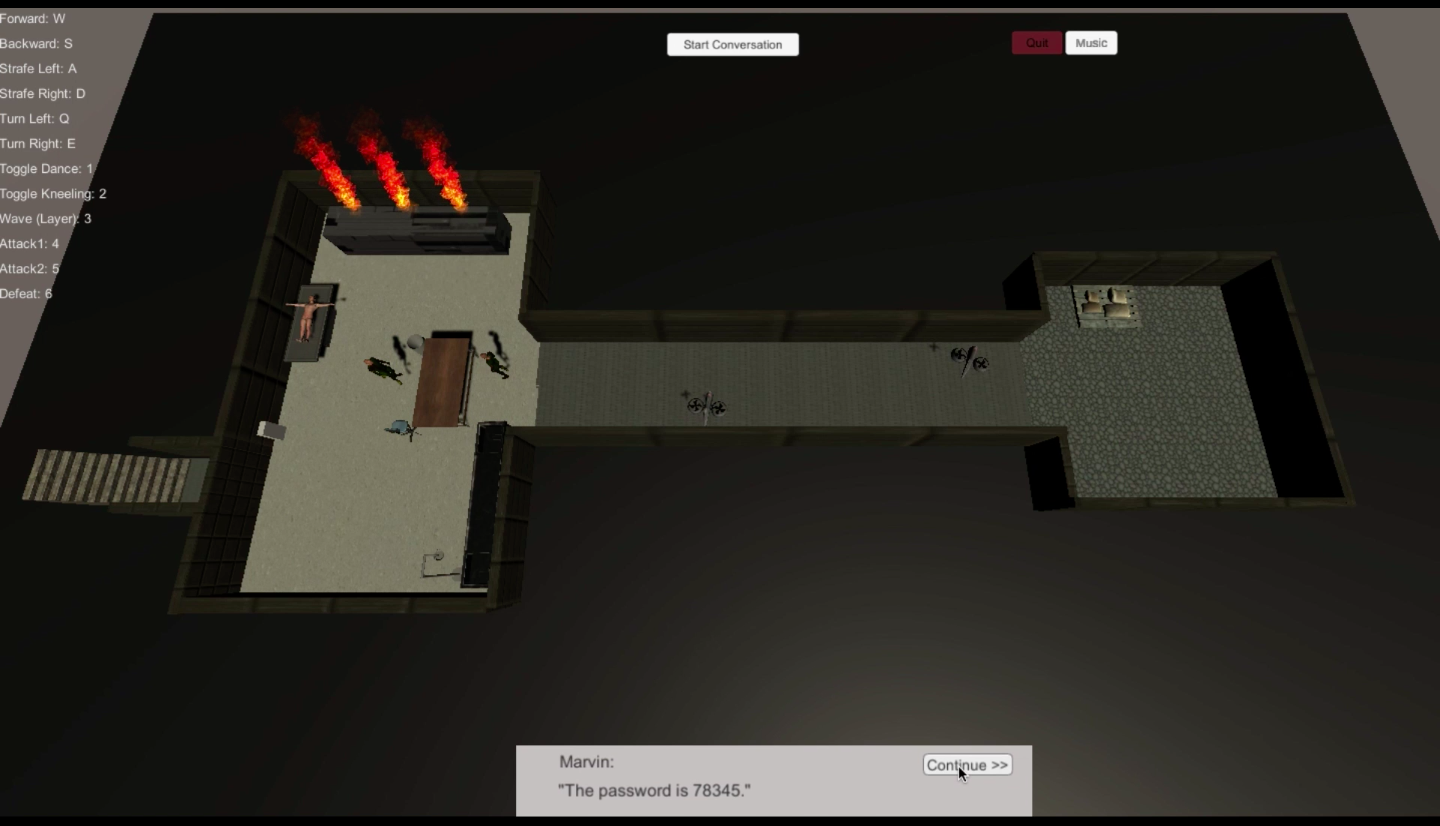 Forward: W
Backward: S
Strafe Left: A
Strafe Right: D
Turn Left: Q
Turn Right: E
Toggle Dance: 1
Toggle Kneeling: 2
Wave (Layer): 3
Attack1: 4
Attack2: 5
Defeat: 6
Start Conversation
Quit
Music
Marvin:
Continue >>
"The password is 78345."